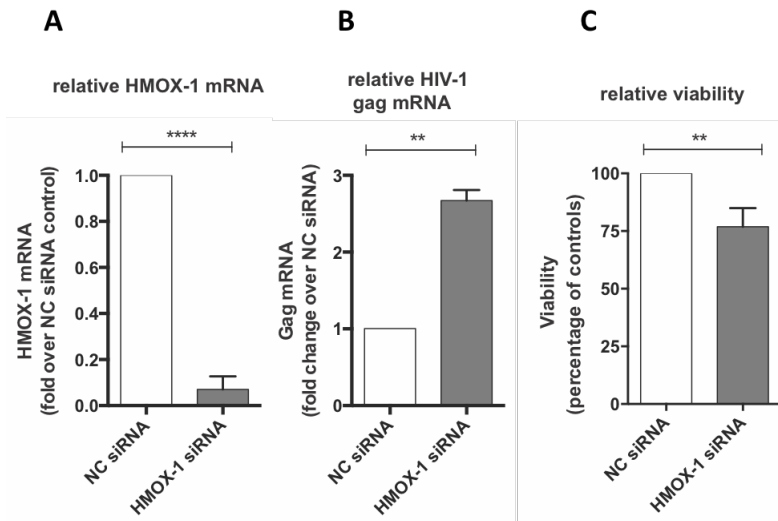 A
relative HMOX-1 mRNA
****
HMOX-1 mRNA
(fold over NC siRNA control)
1.0
0.8
0.6
0.4
0.2
0.0
NC siRNA
HMOX-1 siRNA
B
relative HIV-1
gag mRNA
**
Gag mRNA
(fold change over NC siRNA)
3
2
1
0
NC siRNA
HMOX-1 siRNA
C
relative viability
**
Viability
(percentage of controls)
100
75
50
25
0
NC siRNA
HMOX-1 siRNA